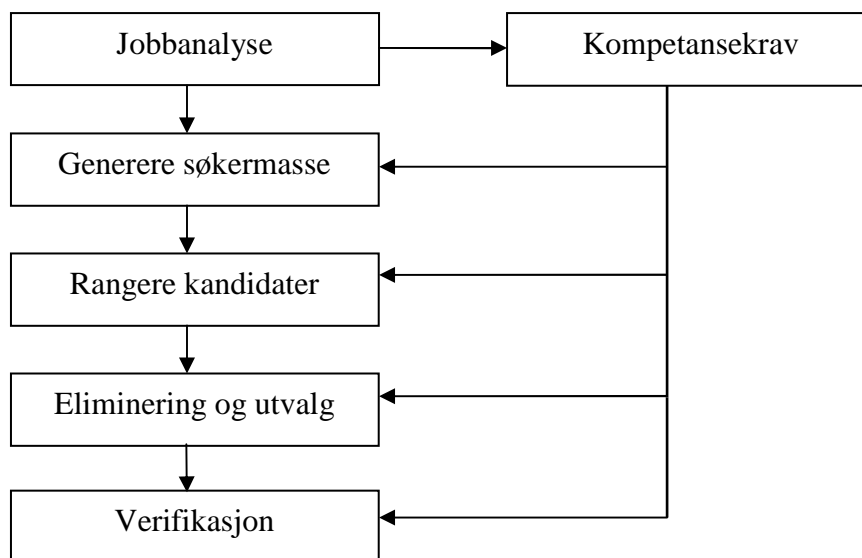 Jobbanalyse
Kompetansekrav
Generere søkermasse
Rangere kandidater
Eliminering og utvalg
Verifikasjon